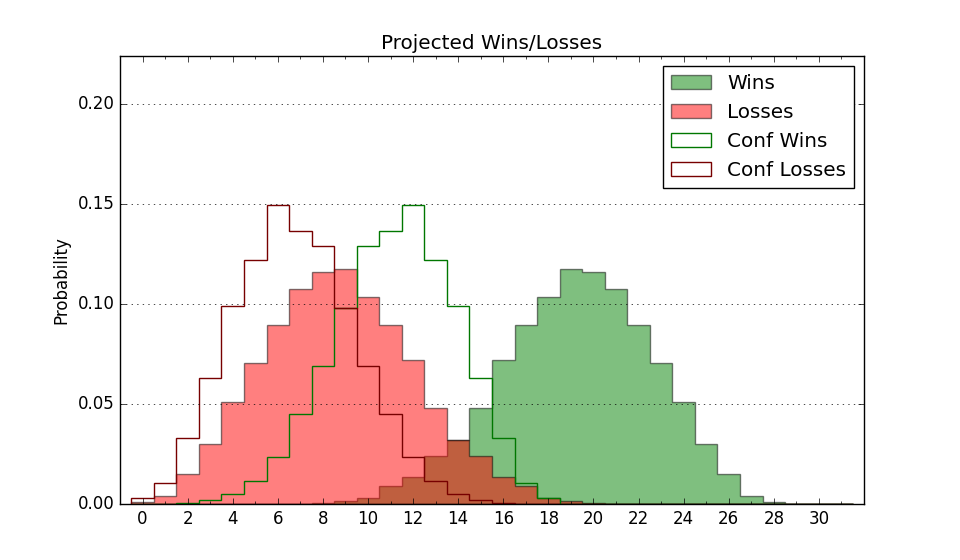 Projected Wins/Losses
0.20
0.15
0.10
0.05
0.00
Probability
Wins
Losses
Conf Wins
Conf Losses
0 2 4 6 8 10 12 14 16 18 20 22 24 26 28 30